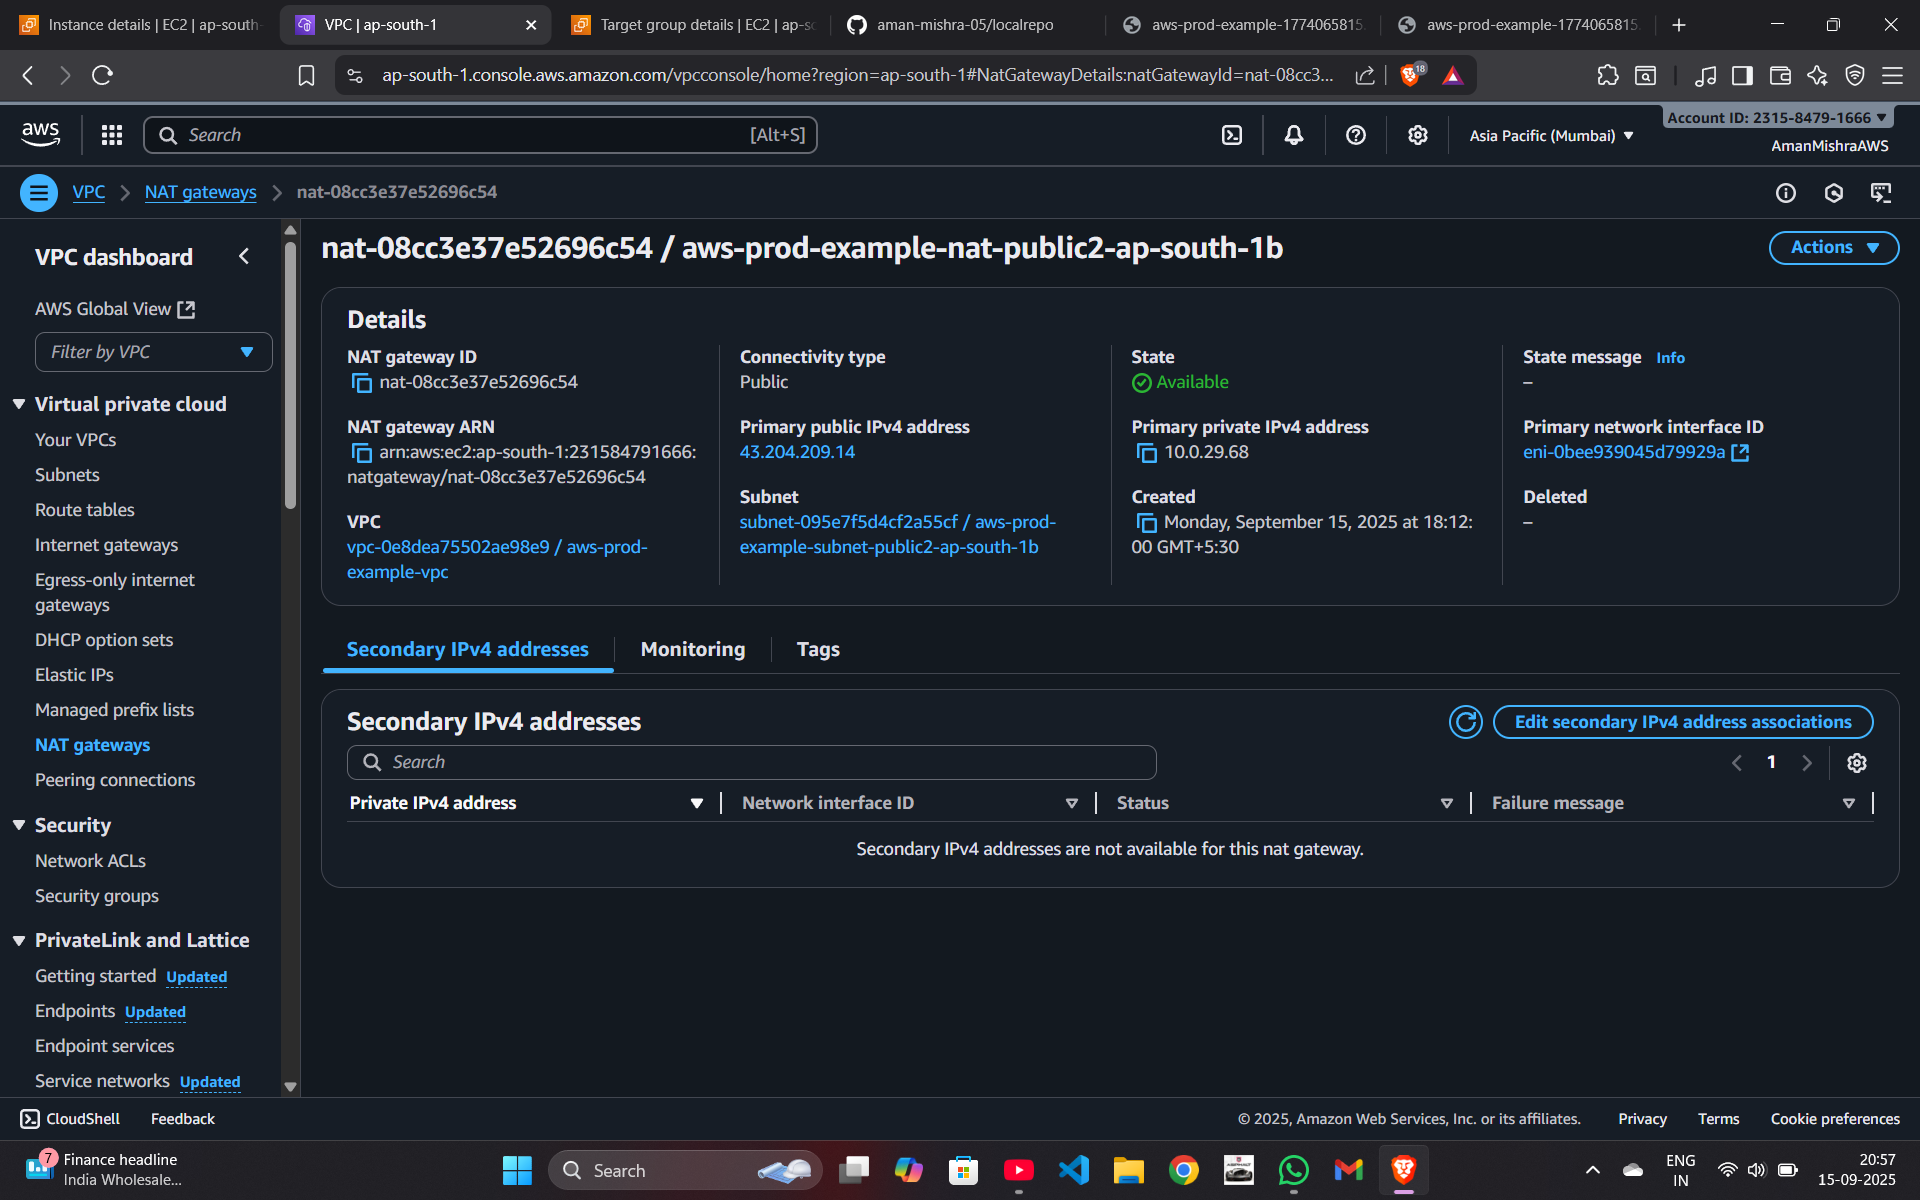 Instance details | EC2 | ap-south-
VPC | ap-south-1
Target group details | EC2 | ap-sc
aman-mishra-05/localrepo
aws-prod-example-1774065815.
aws-prod-example-1774065815.
ap-south-1.console.aws.amazon.com/vpcconsole/home?region=ap-south-1#NatGatewayDetails:natGatewayId=nat-08cc3...
18
aws
Search
[Alt+S]
Asia Pacific (Mumbai)
Account ID: 2315-8479-1666
AmanMishraAWS
VPC
NAT gateways
nat-08cc3e37e52696c54
VPC dashboard
AWS Global View
Filter by VPC
Virtual private cloud
Your VPCs
Subnets
Route tables
Internet gateways
Egress-only internet
gateways
DHCP option sets
Elastic IPs
Managed prefix lists
NAT gateways
Peering connections
Security
Network ACLs
Security groups
PrivateLink and Lattice
Getting started Updated
Endpoints Updated
Endpoint services
Service networks Updated
nat-08cc3e37e52696c54 / aws-prod-example-nat-public2-ap-south-1b
Actions
Details
NAT gateway ID
nat-08cc3e37e52696c54
NAT gateway ARN
arn:aws:ec2:ap-south-1:231584791666:
natgateway/nat-08cc3e37e52696c54
VPC
vpc-0e8dea75502ae98e9 / aws-prod-
example-vpc
Connectivity type
Public
Primary public IPv4 address
43.204.209.14
Subnet
subnet-095e7f5d4cf2a55cf / aws-prod-
example-subnet-public2-ap-south-1b
State
Available
Primary private IPv4 address
10.0.29.68
Created
Monday, September 15, 2025 at 18:12:
00 GMT+5:30
State message Info
–
Primary network interface ID
eni-0bee939045d79929a
Deleted
–
Secondary IPv4 addresses
Monitoring
Tags
Secondary IPv4 addresses
Edit secondary IPv4 address associations
Search
1
Private IPv4 address
Network interface ID
Status
Failure message
Secondary IPv4 addresses are not available for this nat gateway.
CloudShell
Feedback
© 2025, Amazon Web Services, Inc. or its affiliates.
Privacy
Terms
Cookie preferences
7
Finance headline
India Wholesale...
Search
ENG
IN
20:57
15-09-2025